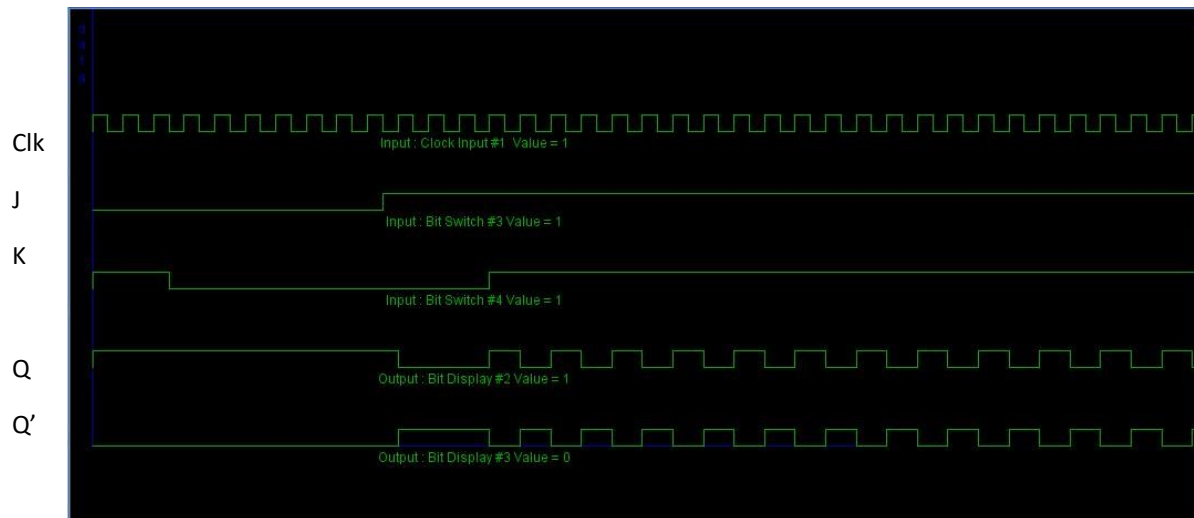 data
Clk
Input : Clock Input #1 Value = 1
J
Input : Bit Switch #3 Value = 1
K
Input : Bit Switch #4 Value = 1
Q
Output : Bit Display #2 Value = 1
Q’
Output : Bit Display #3 Value = 0